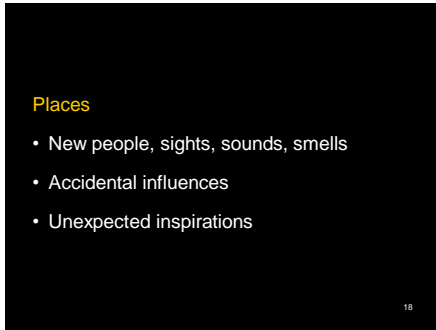 Places
• New people, sights, sounds, smells
• Accidental influences
• Unexpected inspirations
18